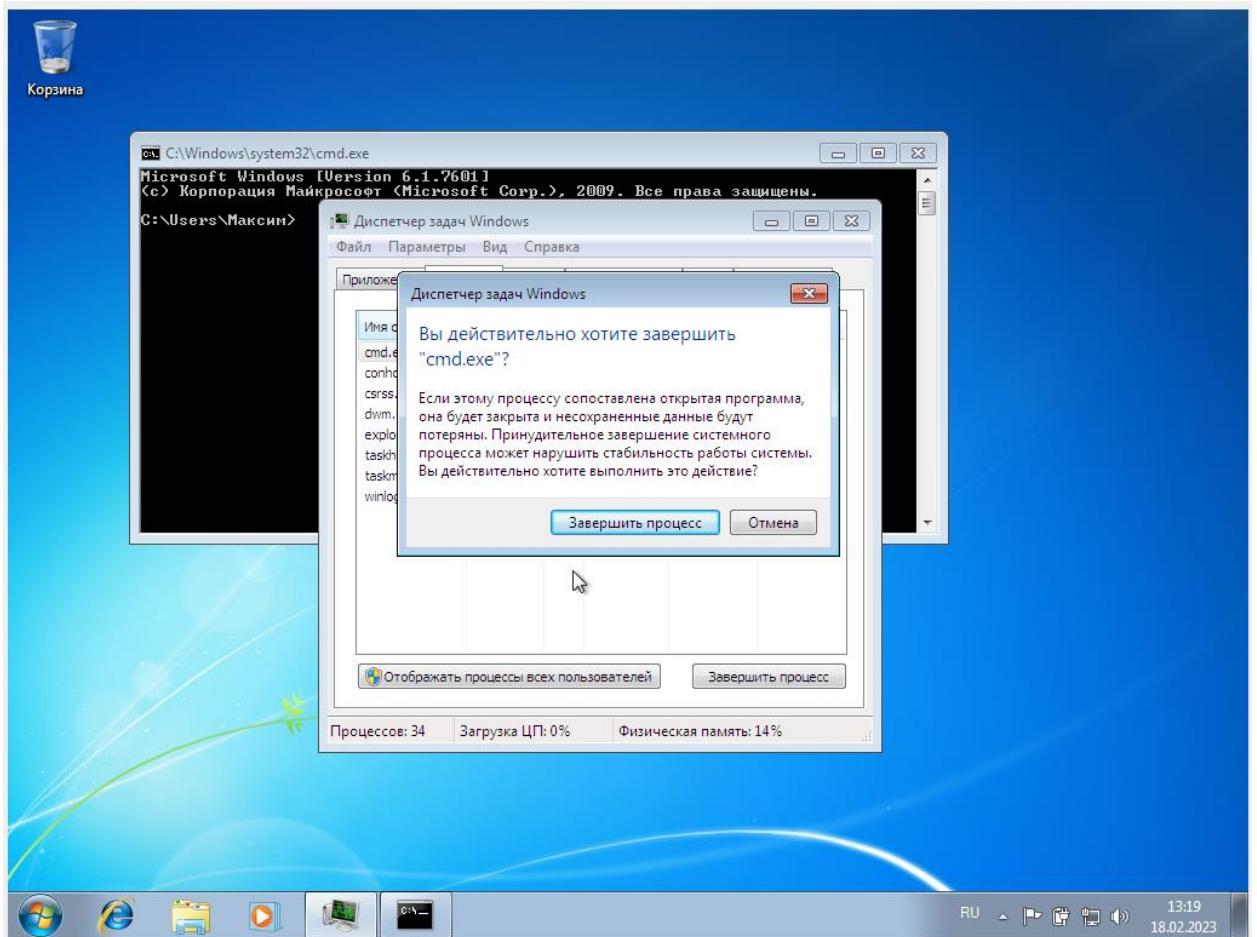 Корзина
C:\Windows\system32\cmd.exe
Microsoft Windows [Version 6.1.7601]
(c) Корпорация Майкрософт (Microsoft Corp.), 2009. Все права защищены.
C:\Users\Максим>
Диспетчер задач Windows
Файл Параметры Вид Справка
Приложе
Диспетчер задач Windows
Имя о
Вы действительно хотите завершить
"cmd.exe"?
cmd.e
conho
csrss.
dwm.
explo
taskh
taskm
winlog
Если этому процессу сопоставлена открытая программа,
она будет закрыта и несохраненные данные будут
потеряны. Принудительное завершение системного
процесса может нарушить стабильность работы системы.
Вы действительно хотите выполнить это действие?
Завершить процесс Отмена
Отображать процессы всех пользователей Завершить процесс
Процессов: 34 Загрузка ЦП: 0% Физическая память: 14%
C:\_
RU
13:19
18.02.2023